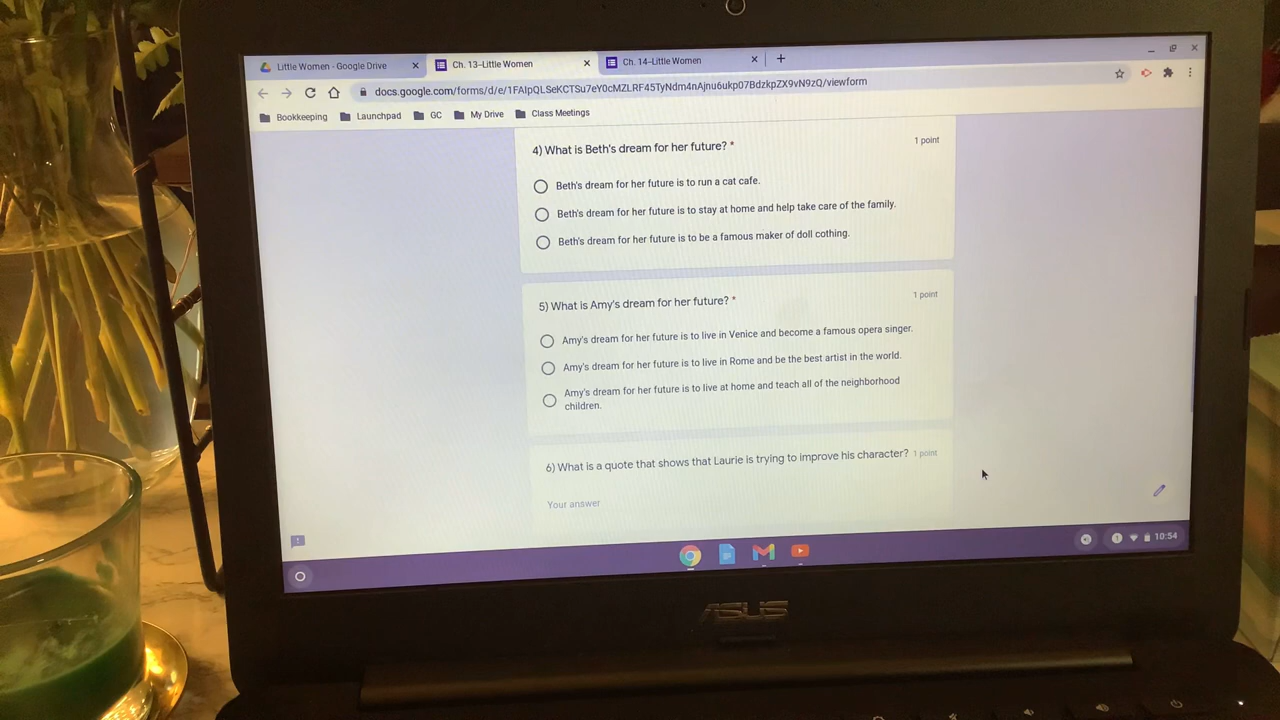 Little Women - Google Drive
Ch. 13–Little Women
Ch. 14–Little Women
docs.google.com/forms/d/e/1FAIpQLSeKCTSu7eY0cMZLRF45TyNdm4nAjnu6ukp07BdzkpZX9vN9zQ/viewform
Bookkeeping Launchpad GC My Drive Class Meetings
4) What is Beth's dream for her future? * 1 point
Beth's dream for her future is to run a cat cafe.
Beth's dream for her future is to stay at home and help take care of the family.
Beth's dream for her future is to be a famous maker of doll cothing.
5) What is Amy's dream for her future? * 1 point
Amy's dream for her future is to live in Venice and become a famous opera singer.
Amy's dream for her future is to live in Rome and be the best artist in the world.
Amy's dream for her future is to live at home and teach all of the neighborhood
children.
6) What is a quote that shows that Laurie is trying to improve his character? 1 point
Your answer
1 10:54
ASUS